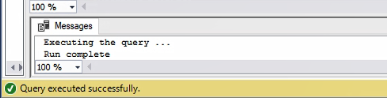 100 %
Messages
Executing the query ...
Run complete
100 %
Query executed successfully.